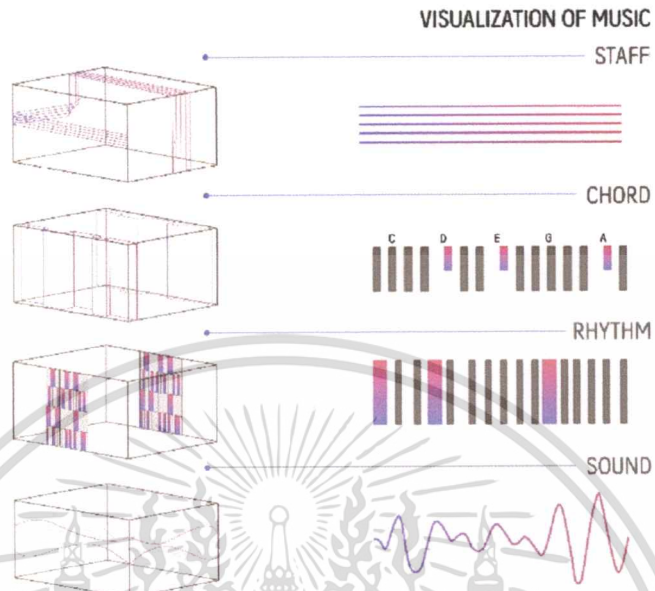 VISUALIZATION OF MUSIC
STAFF
CHORD
C D E G A
RHYTHM
SOUND